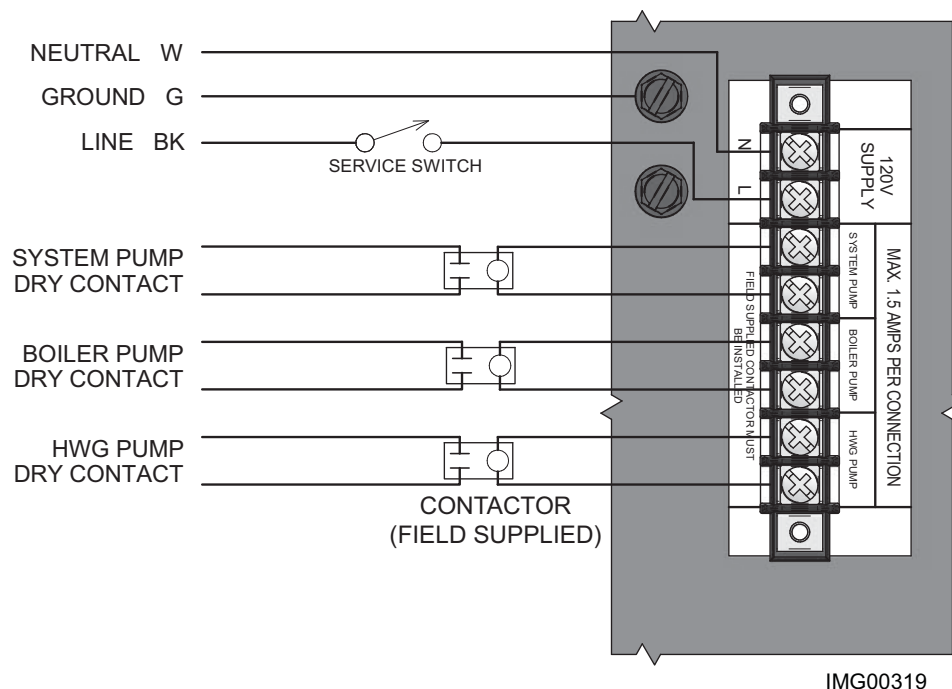 NEUTRAL W
GROUND G
LINE BK
SERVICE SWITCH
SYSTEM PUMP
DRY CONTACT
BOILER PUMP
DRY CONTACT
HWG PUMP
DRY CONTACT
CONTACTOR
(FIELD SUPPLIED)
N
L
120V
SUPPLY
SYSTEM PUMP
BOILER PUMP
HWG PUMP
MAX. 1.5 AMPS PER CONNECTION
FIELD SUPPLIED CONTACTOR MUST
BE INSTALLED
IMG00319